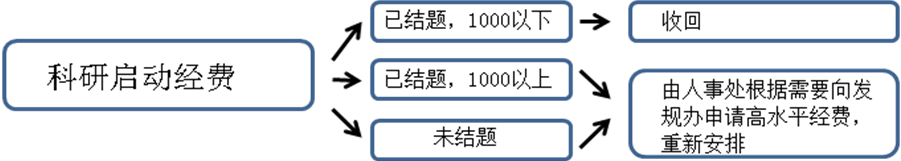 科研启动经费
已结题，1000以下
收回
已结题，1000以上
未结题
由人事处根据需要向发
规办申请高水平经费，
重新安排